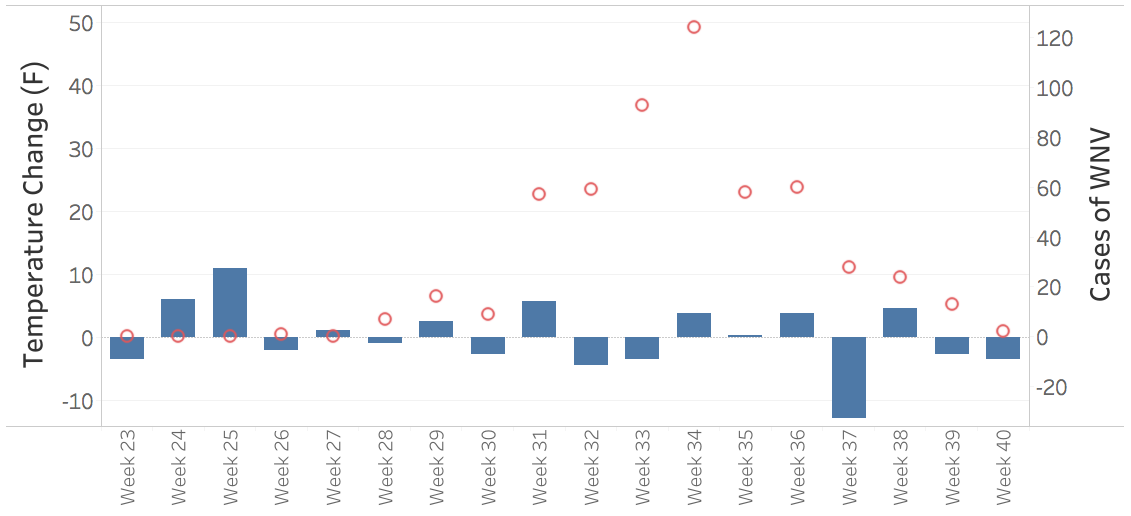 Temperature Change (F)
50
40
30
20
10
0
-10
Cases of WNV
120
100
80
60
40
20
0
-20
Week 23
Week 24
Week 25
Week 26
Week 27
Week 28
Week 29
Week 30
Week 31
Week 32
Week 33
Week 34
Week 35
Week 36
Week 37
Week 38
Week 39
Week 40